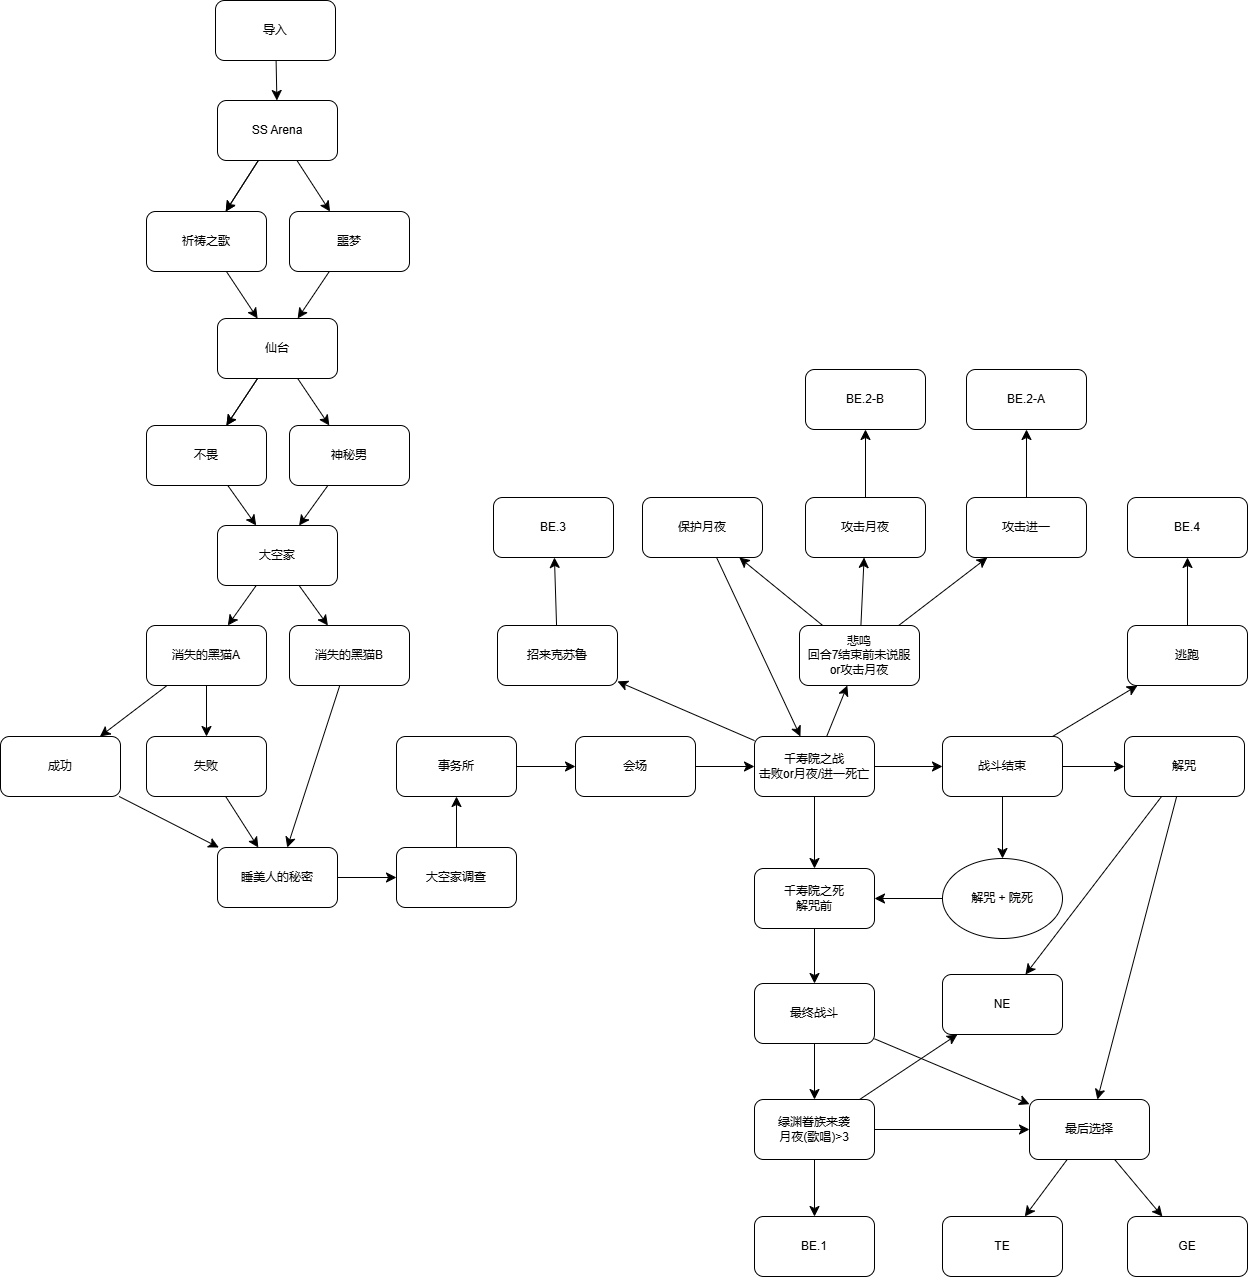 导入
SS Arena
祈祷之歌
噩梦
仙台
不畏
神秘男
大空家
消失的黑猫A
消失的黑猫B
成功
失败
睡美人的秘密
大空家调查
事务所
会场
千寿院之战
击败or月夜/进一死亡
招来克苏鲁
BE.3
保护月夜
悲鸣
回合7结束前未说服
or攻击月夜
攻击月夜
BE.2-B
攻击进一
BE.2-A
战斗结束
逃跑
BE.4
解咒
解咒 + 院死
千寿院之死
解咒前
最终战斗
NE
绿渊眷族来袭
月夜(歌唱)>3
最后选择
BE.1
TE
GE